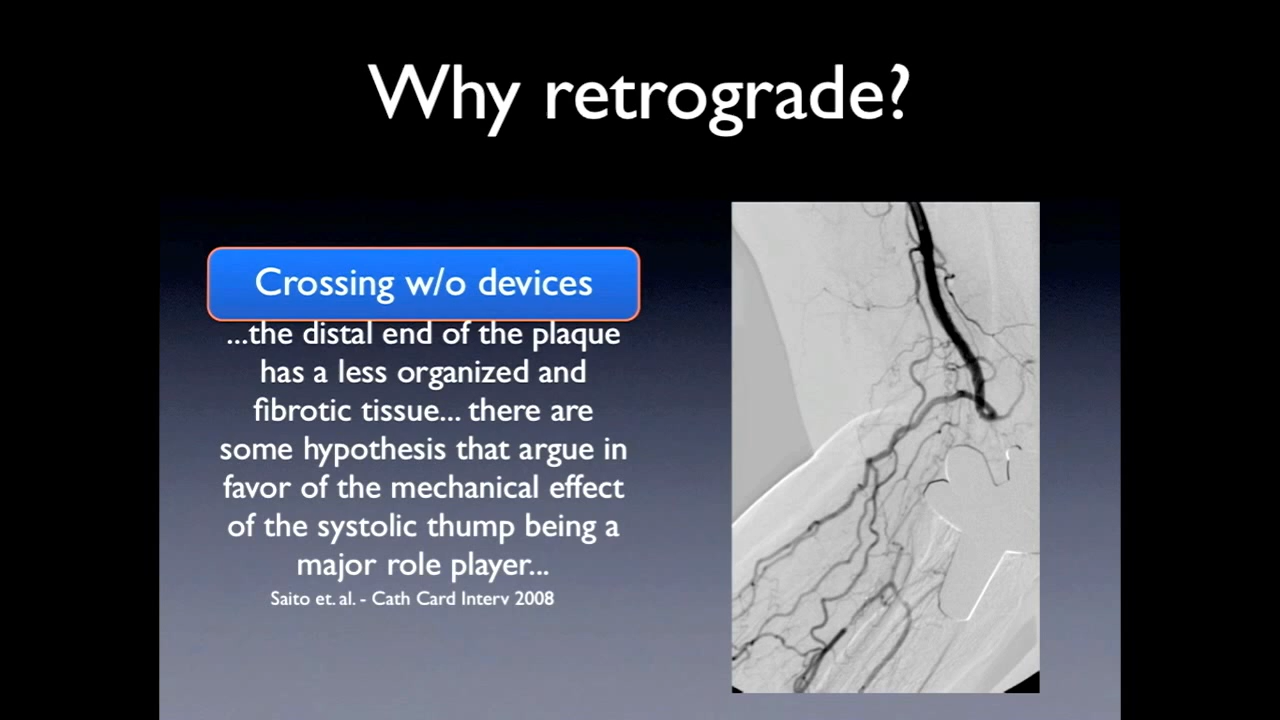 Why retrograde?
Crossing w/o devices
...the distal end of the plaque
has a less organized and
fibrotic tissue... there are
some hypothesis that argue in
favor of the mechanical effect
of the systolic thump being a
major role player...
Saito et. al. - Cath Card Interv 2008